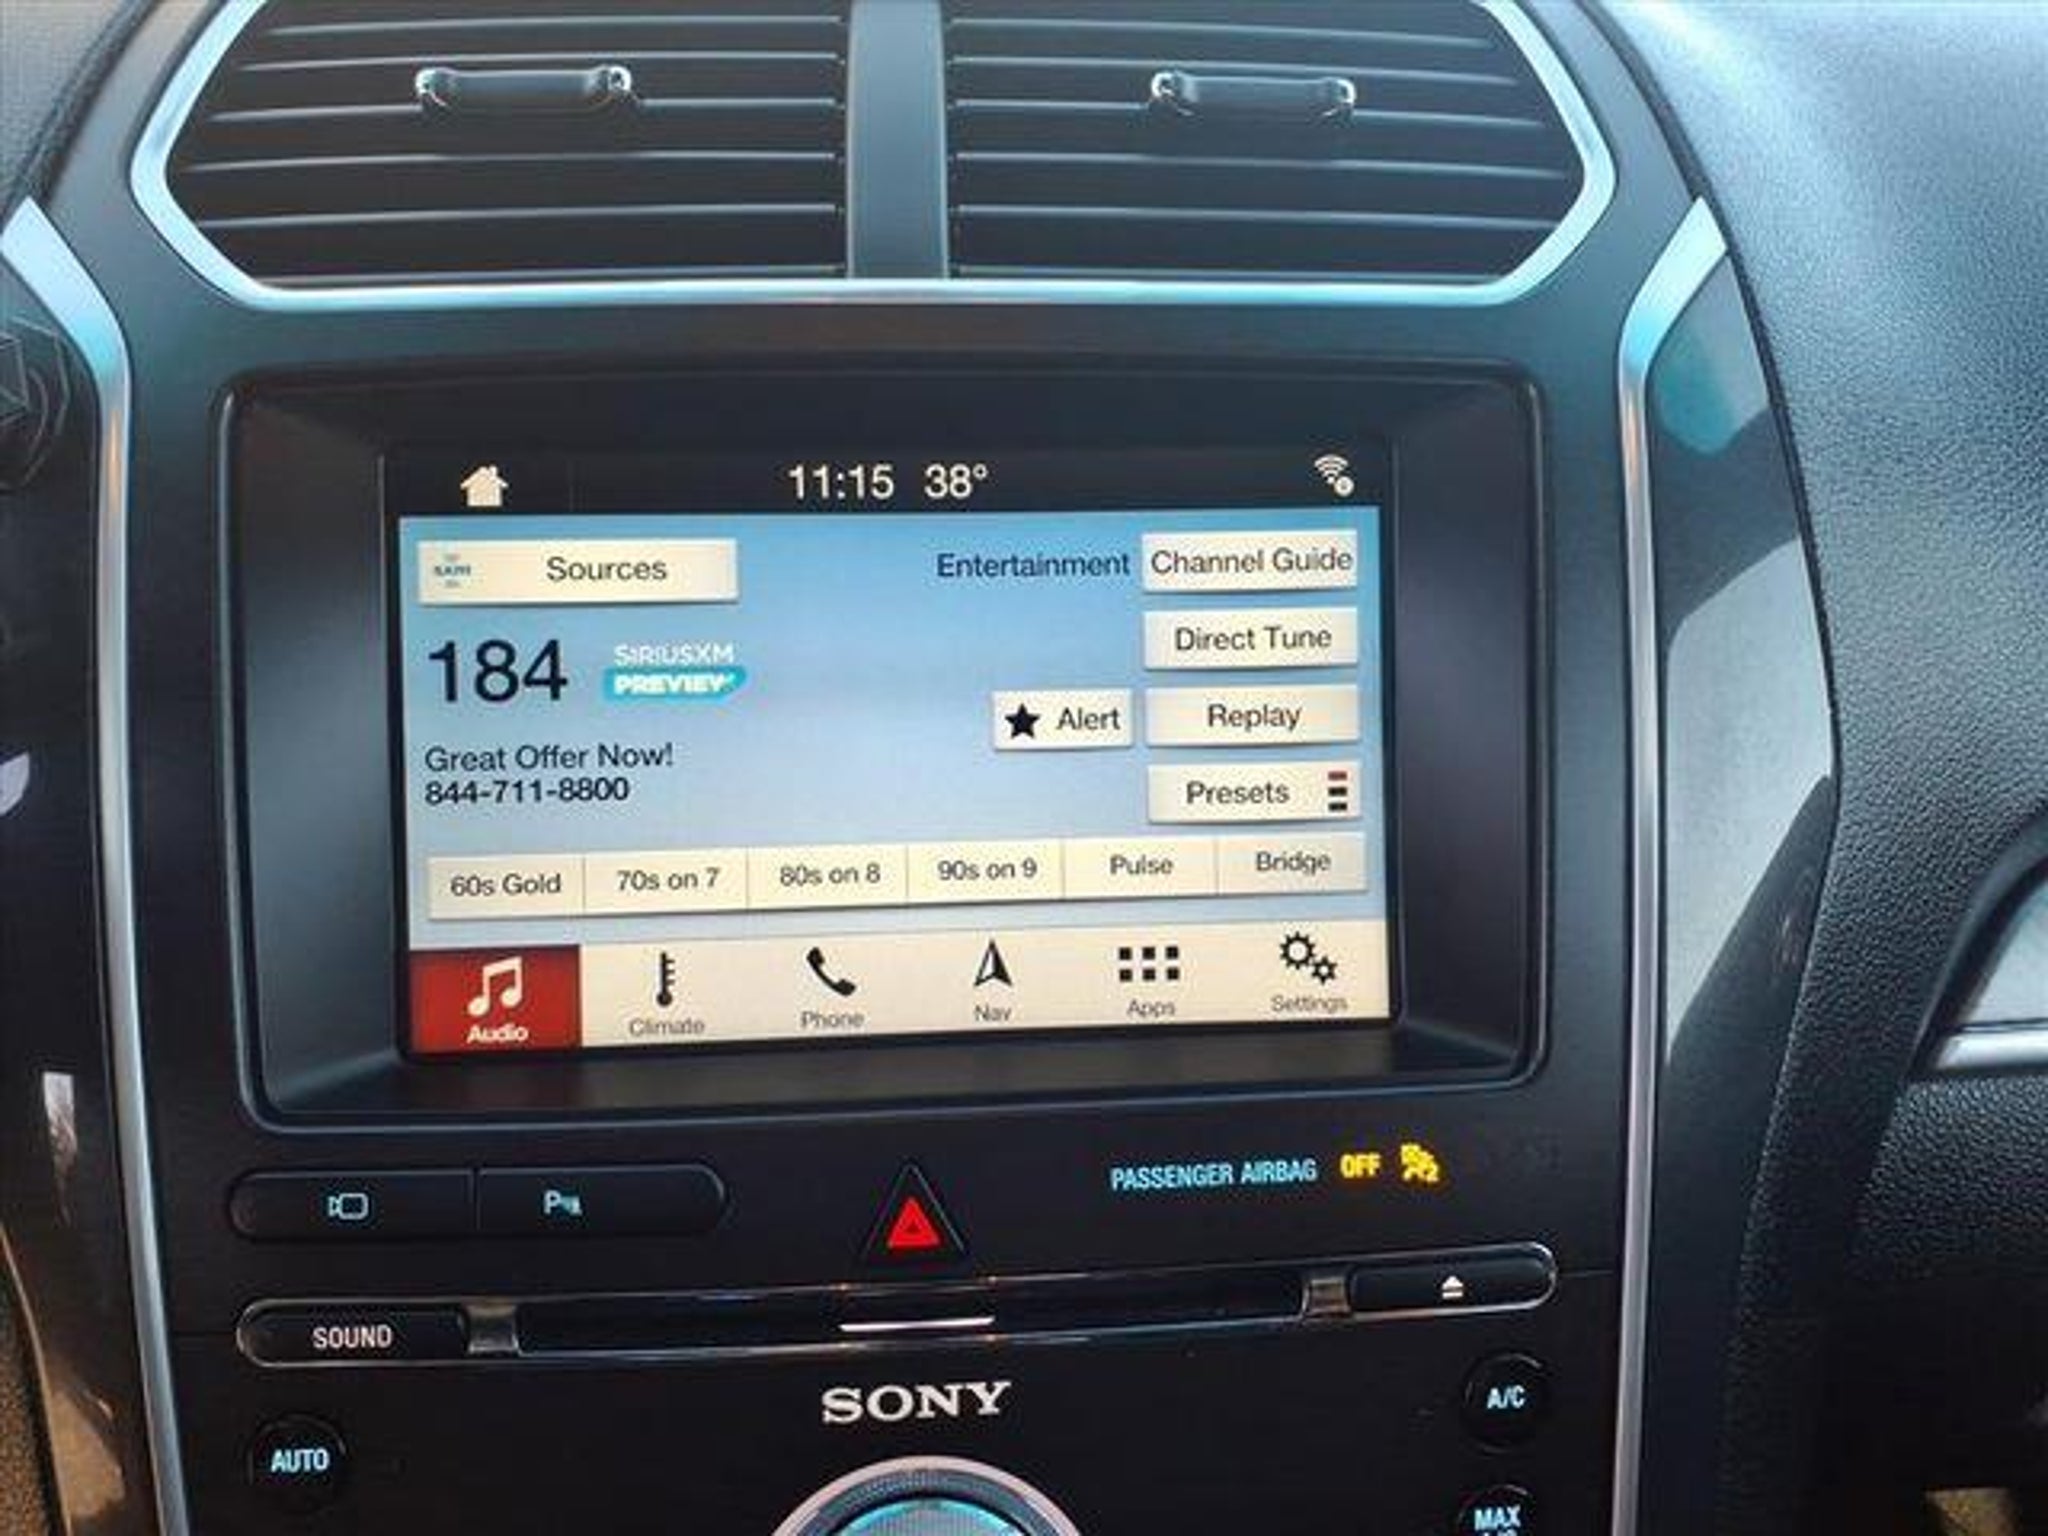 11:15 38°
Sources
Entertainment
Channel Guide
Direct Tune
184
SIRIUSXM
PREVIEW
Alert
Replay
Great Offer Now!
844-711-8800
Presets
60s Gold
70s on 7
80s on 8
90s on 9
Pulse
Bridge
Audio
Climate
Phone
Nav
Apps
Settings
PASSENGER AIRBAG OFF
P
SOUND
SONY
A/C
AUTO
MAX